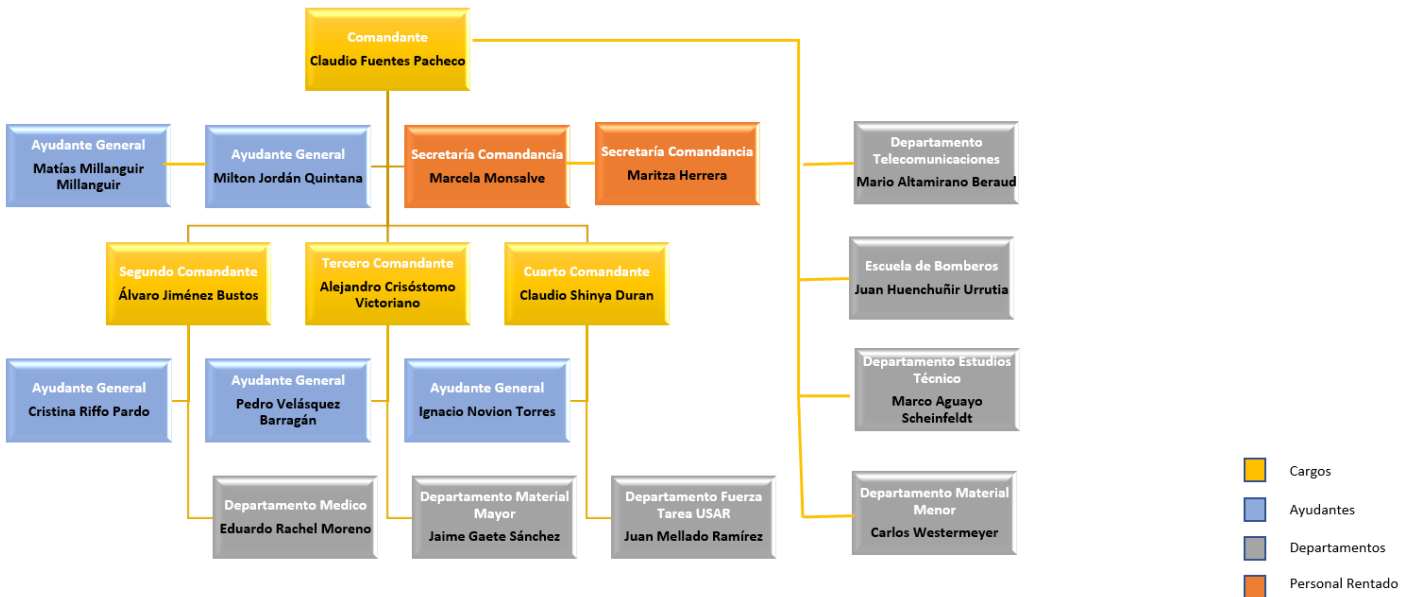 Comandante
Claudio Fuentes Pacheco
Ayudante General
Matías Millanguir
Millanguir
Ayudante General
Milton Jordán Quintana
Secretaría Comandancia
Marcela Monsalve
Secretaría Comandancia
Maritza Herrera
Departamento
Telecomunicaciones
Mario Altamirano Beraud
Segundo Comandante
Álvaro Jiménez Bustos
Tercero Comandante
Alejandro Crisóstomo
Victoriano
Cuarto Comandante
Claudio Shinya Duran
Escuela de Bomberos
Juan Huenchuñir Urrutia
Ayudante General
Cristina Riffo Pardo
Ayudante General
Pedro Velásquez
Barragán
Ayudante General
Ignacio Novion Torres
Departamento Estudios
Técnico
Marco Aguayo
Scheinfeldt
Departamento Medico
Eduardo Rachel Moreno
Departamento Material
Mayor
Jaime Gaete Sánchez
Departamento Fuerza
Tarea USAR
Juan Mellado Ramírez
Departamento Material
Menor
Carlos Westermeyer
Cargos
Ayudantes
Departamentos
Personal Rentado